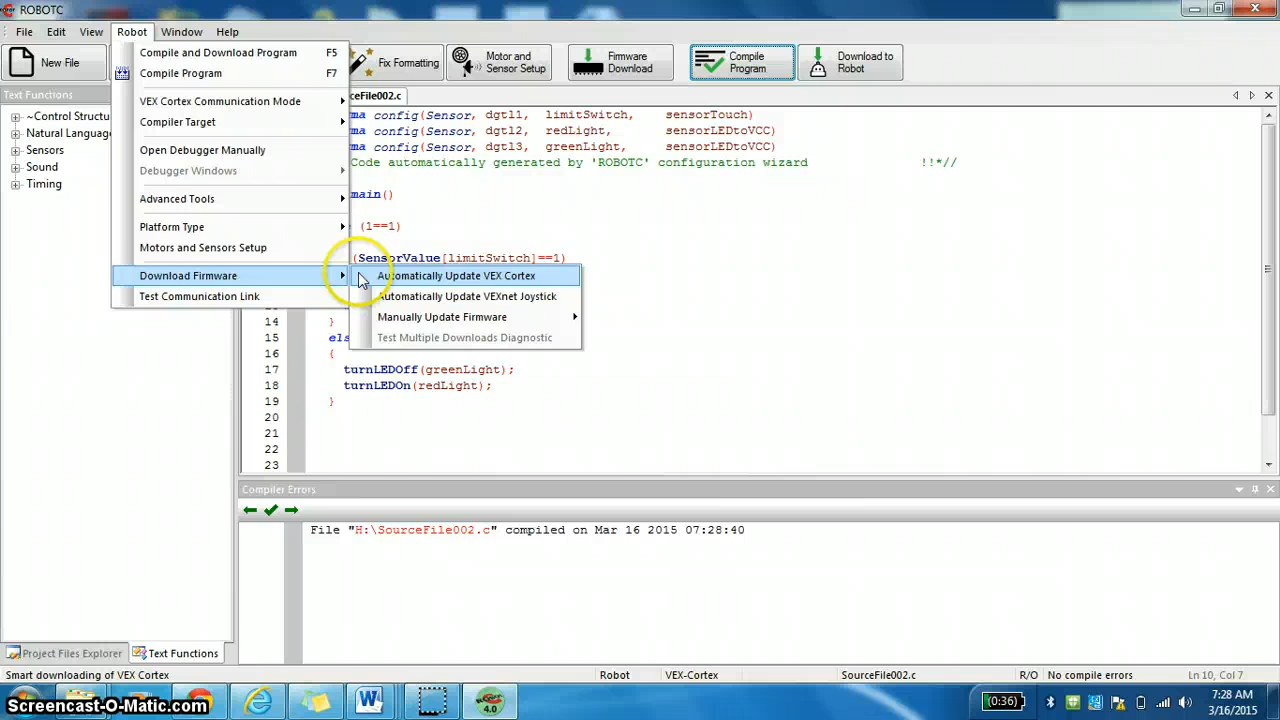 ROBOTC
File Edit View Robot Window Help
New File
Fix Formatting
Motor and
Sensor Setup
Firmware
Download
Compile
Program
Download to
Robot
Compile and Download Program F5
Compile Program F7
VEX Cortex Communication Mode
Compiler Target
Open Debugger Manually
Debugger Windows
Advanced Tools
Platform Type
Motors and Sensors Setup
Download Firmware
Test Communication Link
Automatically Update VEX Cortex
Automatically Update VEXnet Joystick
Manually Update Firmware
Test Multiple Downloads Diagnostic
Text Functions
~Control Structu
Natural Language
Sensors
Sound
Timing
ceFile002.c
ma config(Sensor, dgtl1, limitSwitch, sensorTouch)
ma config(Sensor, dgtl2, redLight, sensorLEDtoVCC)
ma config(Sensor, dgtl3, greenLight, sensorLEDtoVCC)
Code automatically generated by 'ROBOTC' configuration wizard !!*//
main()
(1==1)
(SensorValue[limitSwitch]==1)
14 }
15 els
16 {
17 turnLEDOff(greenLight);
18 turnLEDOn(redLight);
19 }
20
21
22
23
Compiler Errors
File "H:\SourceFile002.c" compiled on Mar 16 2015 07:28:40
Project Files Explorer
Text Functions
Smart downloading of VEX Cortex
Robot
VEX-Cortex
SourceFile002.c
R/O
No compile errors
Ln 10, Col 7
4.0
(0:36)
7:28 AM
3/16/2015
Screencast-O-Matic.com